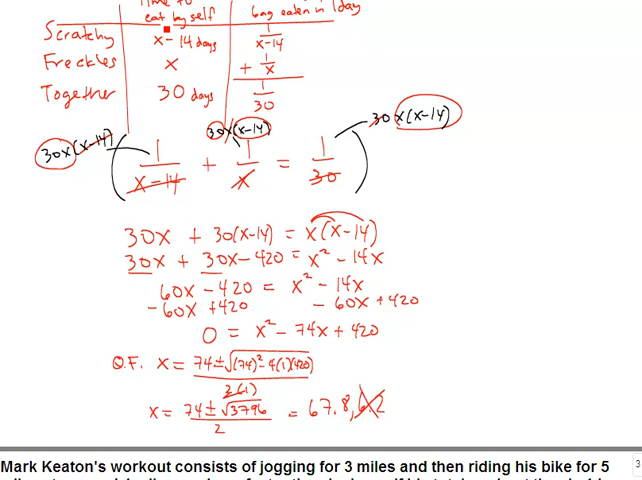 time to
eat by self bag eaten in 1 day
Scratchy x-14 days 1/(x-14)
Freckles x + 1/x
Together 30 days 1/30
30x(x-14) 30x(x-14) 30x(x-14)
( 1/(x-14) + 1/x = 1/30 )
30x + 30(x-14) = x(x-14)
30x + 30x-420 = x² - 14x
60x - 420 = x² - 14x
-60x +420 - 60x + 420
0 = x² - 74x + 420
Q.F. x = (74±√((74)²-4(1)(420)))/(2(1))
x = (74±√3796)/2 = 67.8, 6.2
Mark Keaton's workout consists of jogging for 3 miles and then riding his bike for 5
3